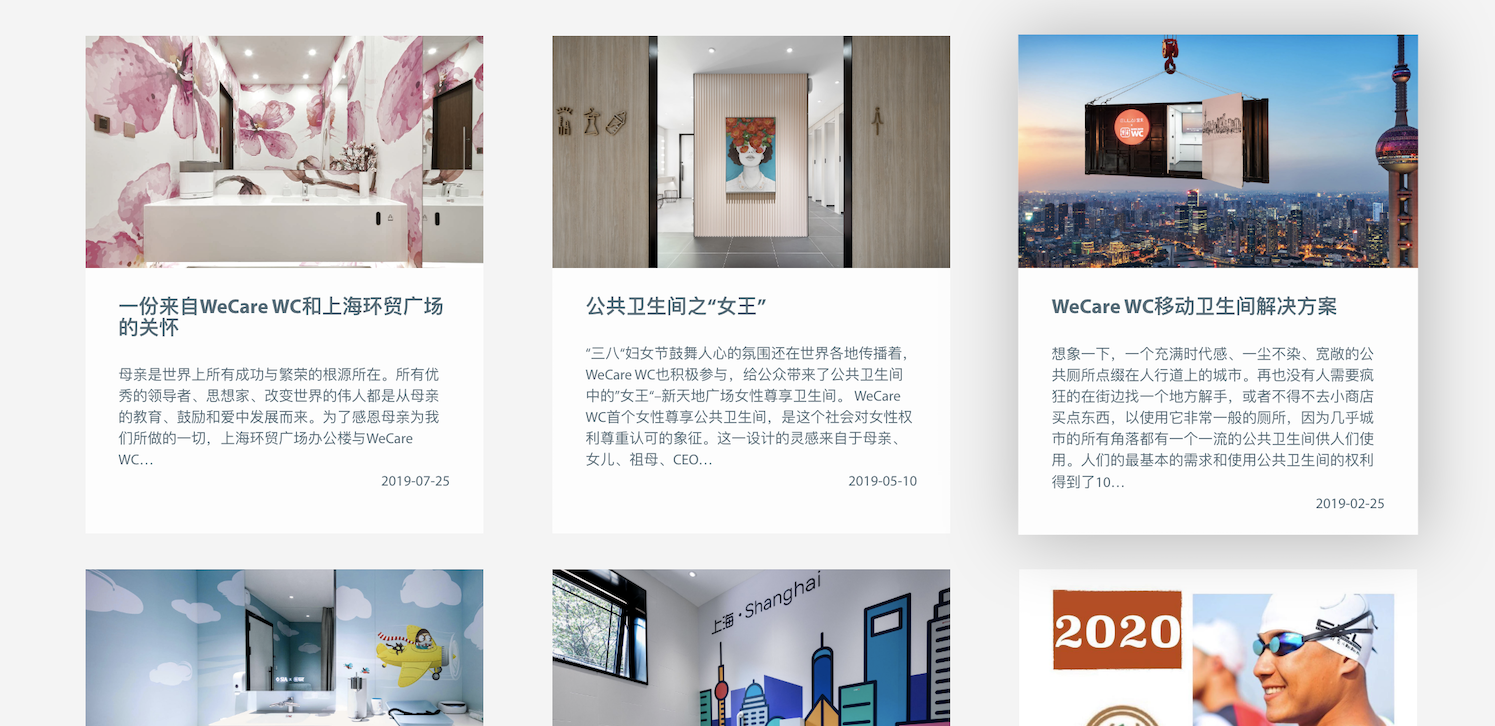 WC
一份来自WeCare WC和上海环贸广场
的关怀
母亲是世界上所有成功与繁荣的根源所在。所有优
秀的领导者、思想家、改变世界的伟人都是从母亲
的教育、鼓励和爱中发展而来。为了感恩母亲为我
们所做的一切，上海环贸广场办公楼与WeCare
WC…
2019-07-25
公共卫生间之“女王”
“三八”妇女节鼓舞人心的氛围还在世界各地传播着，
WeCare WC也积极参与，给公众带来了公共卫生间
中的”女王“–新天地广场女性尊享卫生间。 WeCare
WC首个女性尊享公共卫生间，是这个社会对女性权
利尊重认可的象征。这一设计的灵感来自于母亲、
女儿、祖母、CEO…
2019-05-10
WeCare WC移动卫生间解决方案
想象一下，一个充满时代感、一尘不染、宽敞的公
共厕所点缀在人行道上的城市。再也没有人需要疯
狂的在街边找一个地方解手，或者不得不去小商店
买点东西，以使用它非常一般的厕所，因为几乎城
市的所有角落都有一个一流的公共卫生间供人们使
用。人们的最基本的需求和使用公共卫生间的权利
得到了10…
2019-02-25
上海·Shanghai
2020